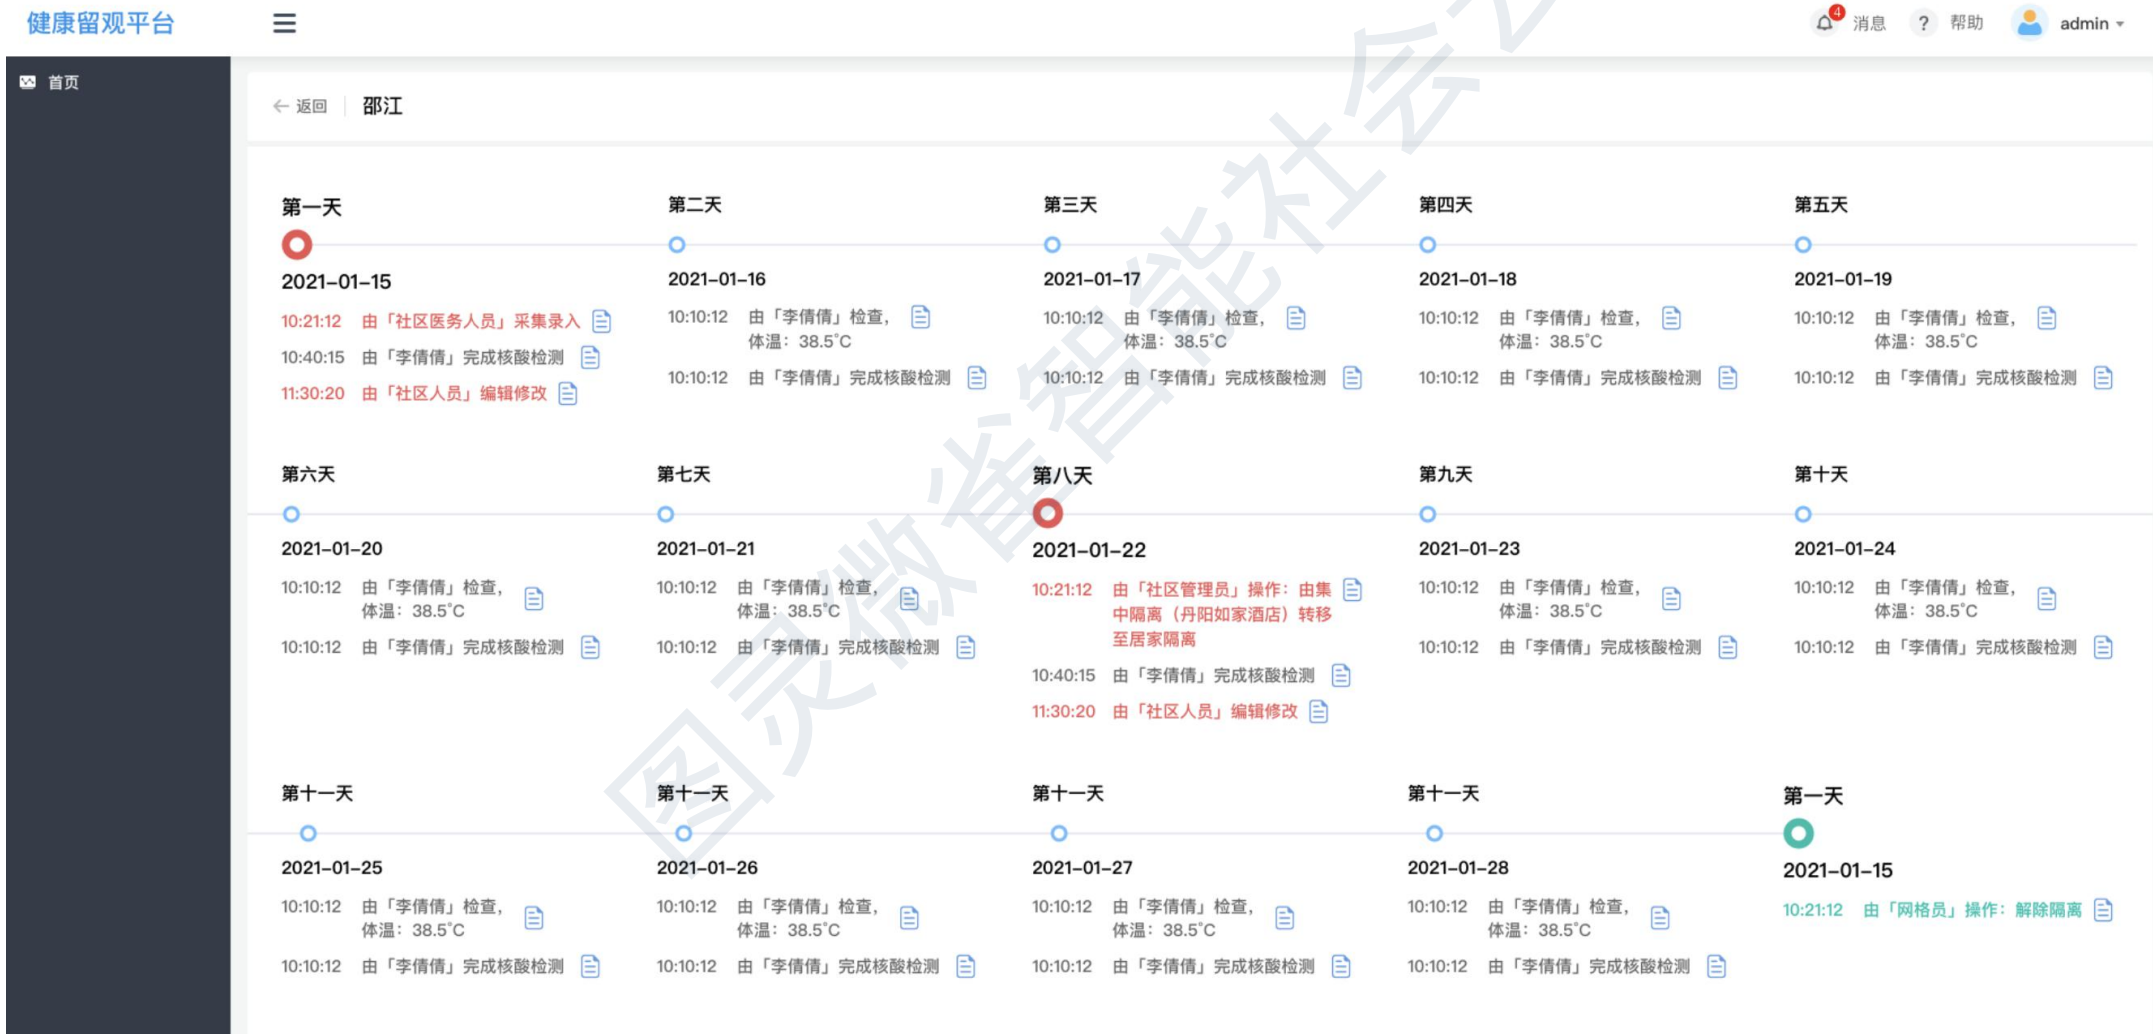 健康留观平台
4
消息
?
帮助
admin
首页
← 返回
邵江
第一天
2021-01-15
10:21:12 由「社区医务人员」采集录入
10:40:15 由「李倩倩」完成核酸检测
11:30:20 由「社区人员」编辑修改
第二天
2021-01-16
10:10:12 由「李倩倩」检查，
体温：38.5°C
10:10:12 由「李倩倩」完成核酸检测
第三天
2021-01-17
10:10:12 由「李倩倩」检查，
体温：38.5°C
10:10:12 由「李倩倩」完成核酸检测
第四天
2021-01-18
10:10:12 由「李倩倩」检查，
体温：38.5°C
10:10:12 由「李倩倩」完成核酸检测
第五天
2021-01-19
10:10:12 由「李倩倩」检查，
体温：38.5°C
10:10:12 由「李倩倩」完成核酸检测
第六天
2021-01-20
10:10:12 由「李倩倩」检查，
体温：38.5°C
10:10:12 由「李倩倩」完成核酸检测
第七天
2021-01-21
10:10:12 由「李倩倩」检查，
体温：38.5°C
10:10:12 由「李倩倩」完成核酸检测
第八天
2021-01-22
10:21:12 由「社区管理员」操作：由集
中隔离（丹阳如家酒店）转移
至居家隔离
10:40:15 由「李倩倩」完成核酸检测
11:30:20 由「社区人员」编辑修改
第九天
2021-01-23
10:10:12 由「李倩倩」检查，
体温：38.5°C
10:10:12 由「李倩倩」完成核酸检测
第十天
2021-01-24
10:10:12 由「李倩倩」检查，
体温：38.5°C
10:10:12 由「李倩倩」完成核酸检测
第十一天
2021-01-25
10:10:12 由「李倩倩」检查，
体温：38.5°C
10:10:12 由「李倩倩」完成核酸检测
第十一天
2021-01-26
10:10:12 由「李倩倩」检查，
体温：38.5°C
10:10:12 由「李倩倩」完成核酸检测
第十一天
2021-01-27
10:10:12 由「李倩倩」检查，
体温：38.5°C
10:10:12 由「李倩倩」完成核酸检测
第十一天
2021-01-28
10:10:12 由「李倩倩」检查，
体温：38.5°C
10:10:12 由「李倩倩」完成核酸检测
第一天
2021-01-15
10:21:12 由「网格员」操作：解除隔离
图灵微雀智能社会